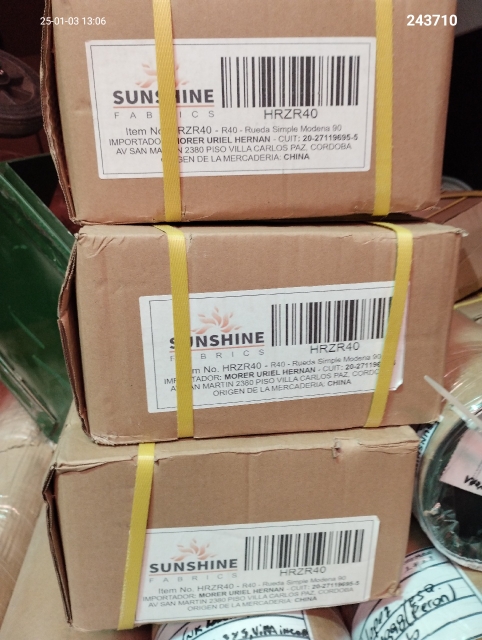 25-01-03 13:06
243710
SUNSHINE
FABRICS
HRZR40
Item No. HRZR40 - R40 - Rueda Simple Modena 90
IMPORTADOR: MORER URIEL HERNAN - CUIT: 20-27119695-5
AV SAN MARTIN 2380 PISO VILLA CARLOS PAZ, CORDOBA
ORIGEN DE LA MERCADERIA: CHINA
SUNSHINE
FABRICS
HRZR40
Item No. HRZR40 - R40 - Rueda Simple Modena 90
IMPORTADOR: MORER URIEL HERNAN - CUIT: 20-27119
AV SAN MARTIN 2380 PISO VILLA CARLOS PAZ, CORDO
ORIGEN DE LA MERCADERIA: CHINA
SUNSHINE
FABRICS
HRZR40
Item No. HRZR40 - R40 - Rueda Simple Modena 90
IMPORTADOR: MORER URIEL HERNAN - CUIT: 20-27119695-5
AV SAN MARTIN 2380 PISO VILLA CARLOS PAZ, CORDOBA
ORIGEN DE LA MERCADERIA: CHINA